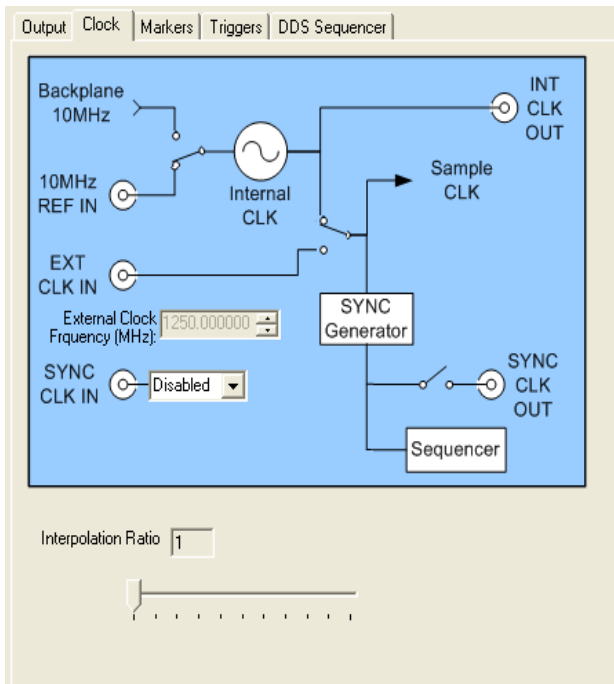 Output Clock Markers Triggers DDS Sequencer
Backplane
10MHz
INT
CLK
OUT
10MHz
REF IN
Internal
CLK
Sample
CLK
EXT
CLK IN
External Clock
Frquency (MHz):
1250.000000
SYNC
Generator
SYNC
CLK IN
Disabled
SYNC
CLK
OUT
Sequencer
Interpolation Ratio 1